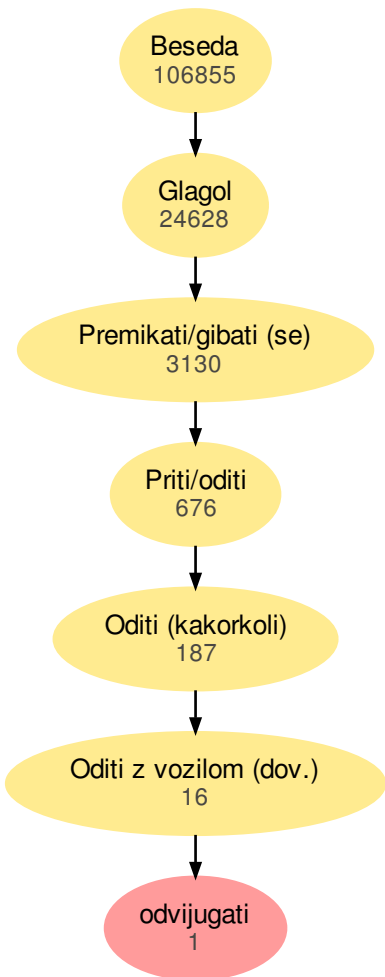 Beseda
106855
Glagol
24628
Premikati/gibati (se)
3130
Priti/oditi
676
Oditi (kakorkoli)
187
Oditi z vozilom (dov.)
16
odvijugati
1